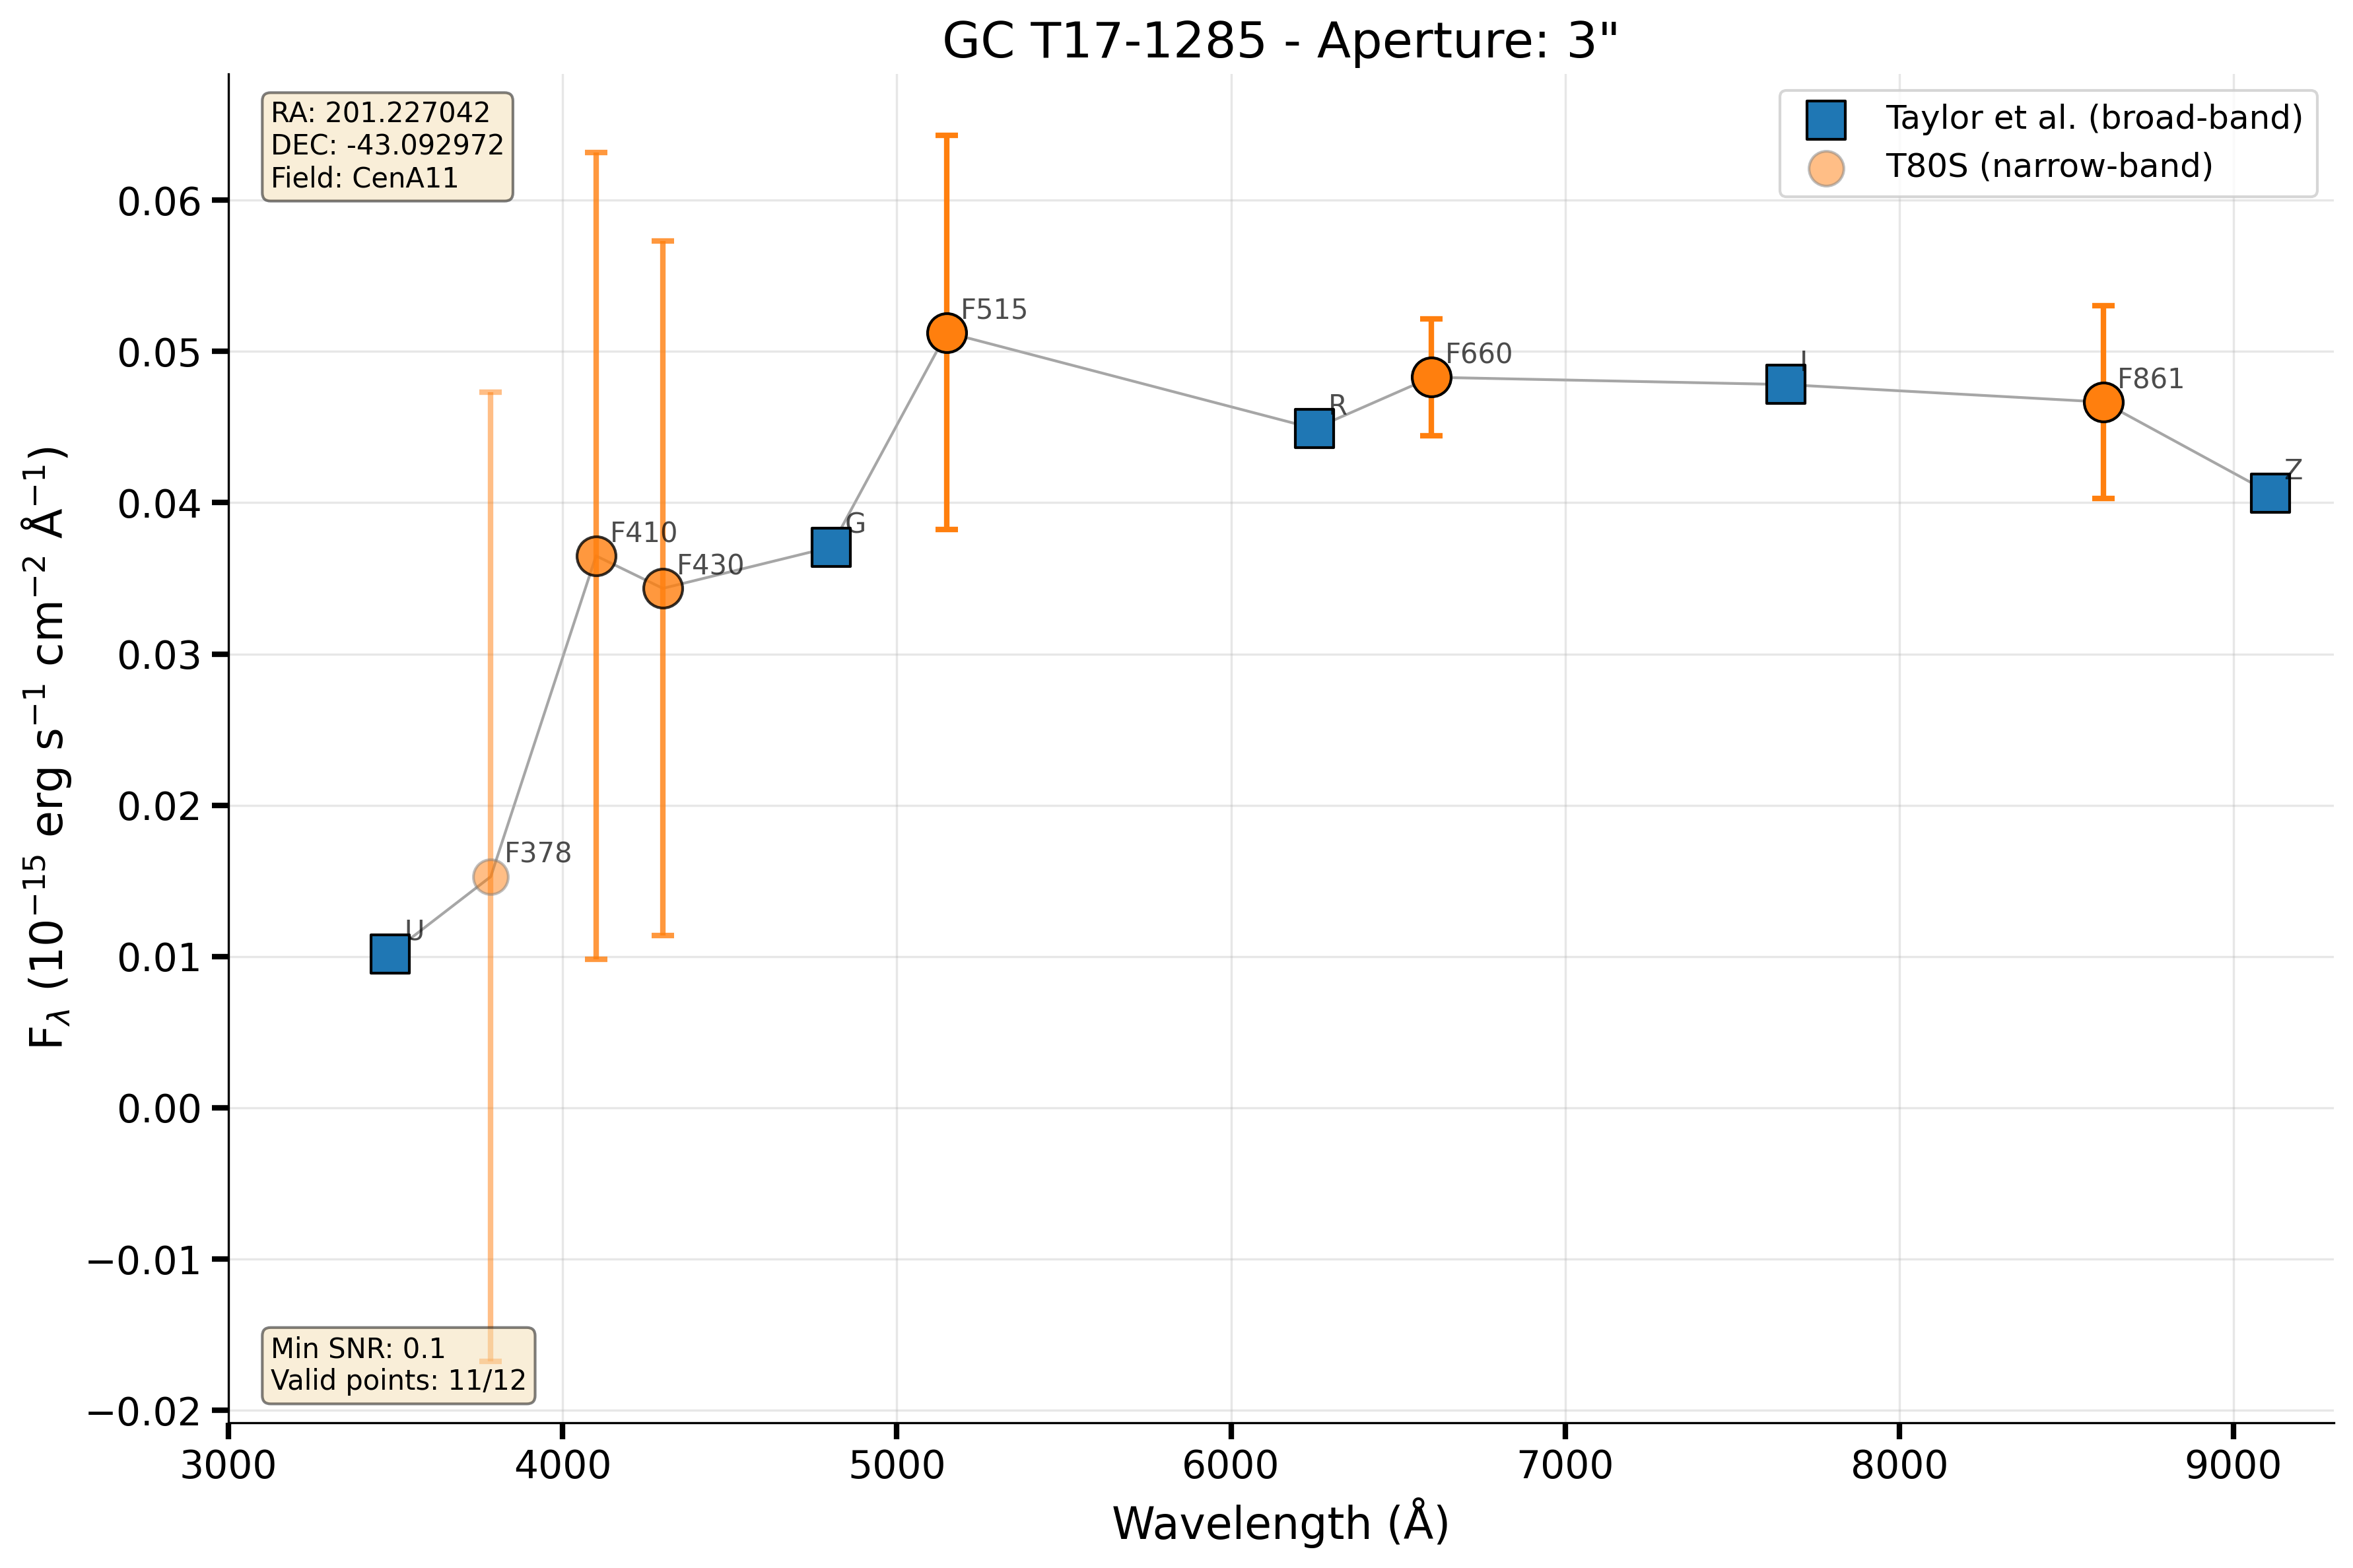 GC T17-1285 - Aperture: 3"
RA: 201.227042
DEC: -43.092972
Field: CenA11
Taylor et al. (broad-band)
T80S (narrow-band)
F_λ (10⁻¹⁵ erg s⁻¹ cm⁻² Å⁻¹)
0.06
0.05
0.04
0.03
0.02
0.01
0.00
−0.01
−0.02
U
F378
F410
F430
G
F515
R
F660
I
F861
Z
Min SNR: 0.1
Valid points: 11/12
3000 4000 5000 6000 7000 8000 9000
Wavelength (Å)